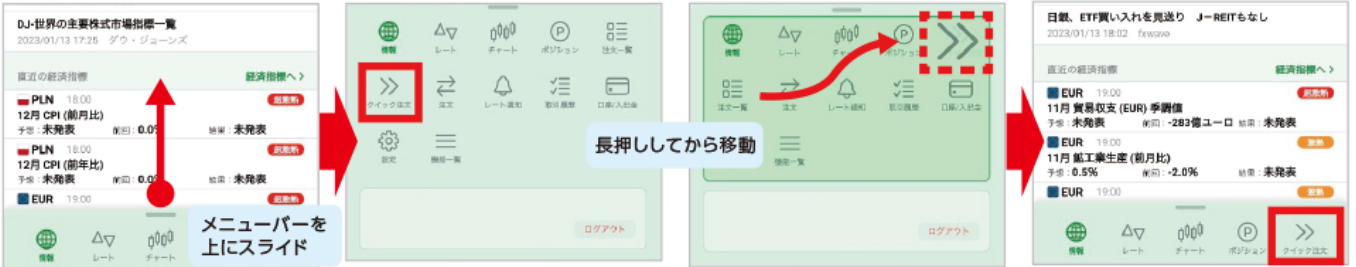 DJ-世界の主要株式市場指標一覧
2023/01/13 17:25 ダウ・ジョーンズ
直近の経済指標 経済指標へ >
PLN 18:00 超激熱
12月 CPI (前月比)
予想：未発表 前回：0.0% 結果：未発表
PLN 18:00 超激熱
12月 CPI (前年比)
予想：未発表 前回：0.0 結果：未発表
EUR 19:00
情報 レート チャート
メニューバーを
上にスライド
情報 レート チャート ポジション 注文一覧
クイック注文 注文 レート通知 取引履歴 口座/入出金
設定 機能一覧
ログアウト
情報 レート チャート ポジション
注文一覧 注文 レート通知 取引履歴 口座/入出金
機能一覧
長押ししてから移動
ログアウト
日銀、ETF買い入れを見送り J-REITもなし
2023/01/13 18:02 fxwave
直近の経済指標 経済指標へ >
EUR 19:00
11月 貿易収支 (EUR) 季調値
予想：未発表 前回：-283億ユーロ 結果：未発表
EUR 19:00
11月 鉱工業生産 (前月比)
予想：0.5% 前回：-2.0% 結果：未発表
EUR 19:00
情報 レート チャート ポジション クイック注文